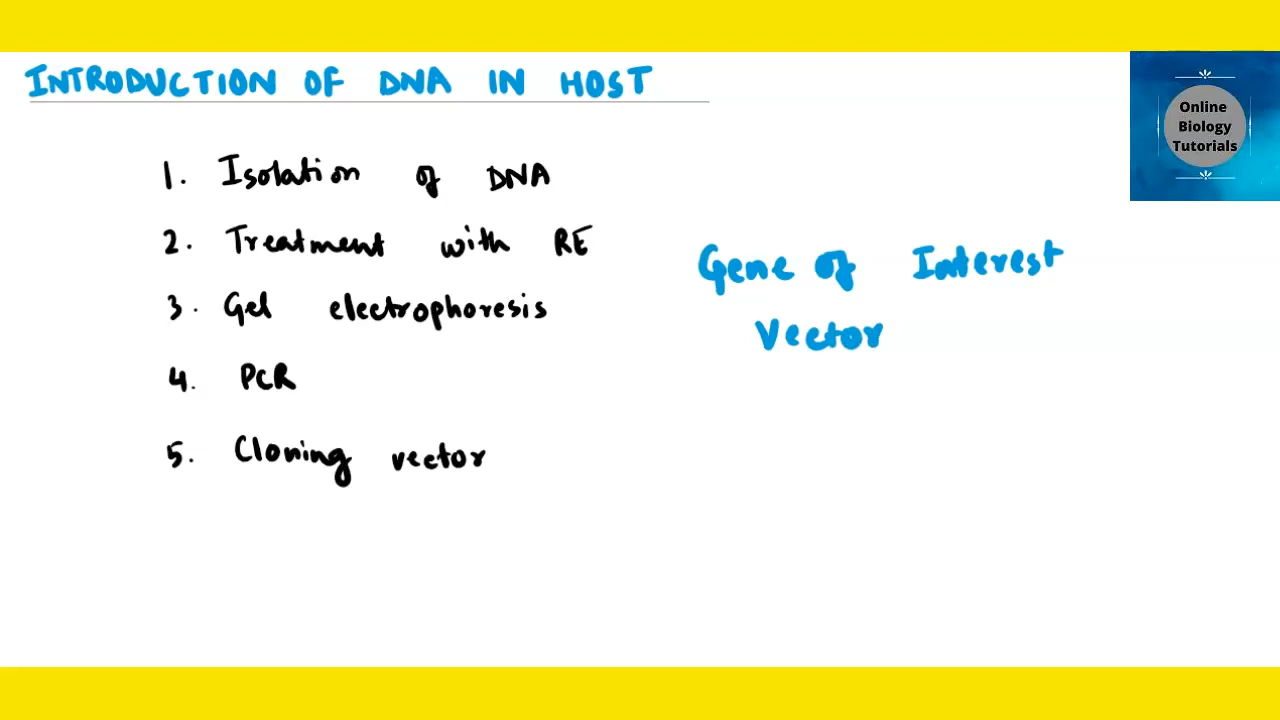 INTRODUCTION OF DNA IN HOST
Online
Biology
Tutorials
1. Isolation of DNA
2. Treatment with RE
3. Gel electrophoresis
4. PCR
5. Cloning vector
Gene of Interest
Vector